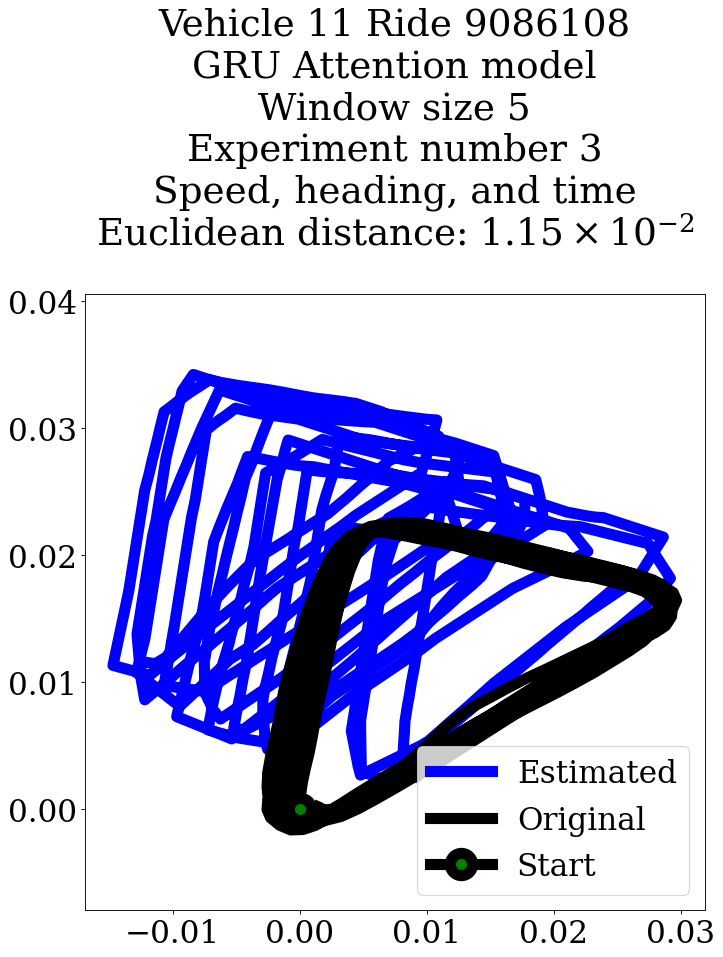 Vehicle 11 Ride 9086108
GRU Attention model
Window size 5
Experiment number 3
Speed, heading, and time
Euclidean distance: 1.15 × 10⁻²
0.04
0.03
0.02
0.01
0.00
Estimated
Original
Start
−0.01 0.00 0.01 0.02 0.03